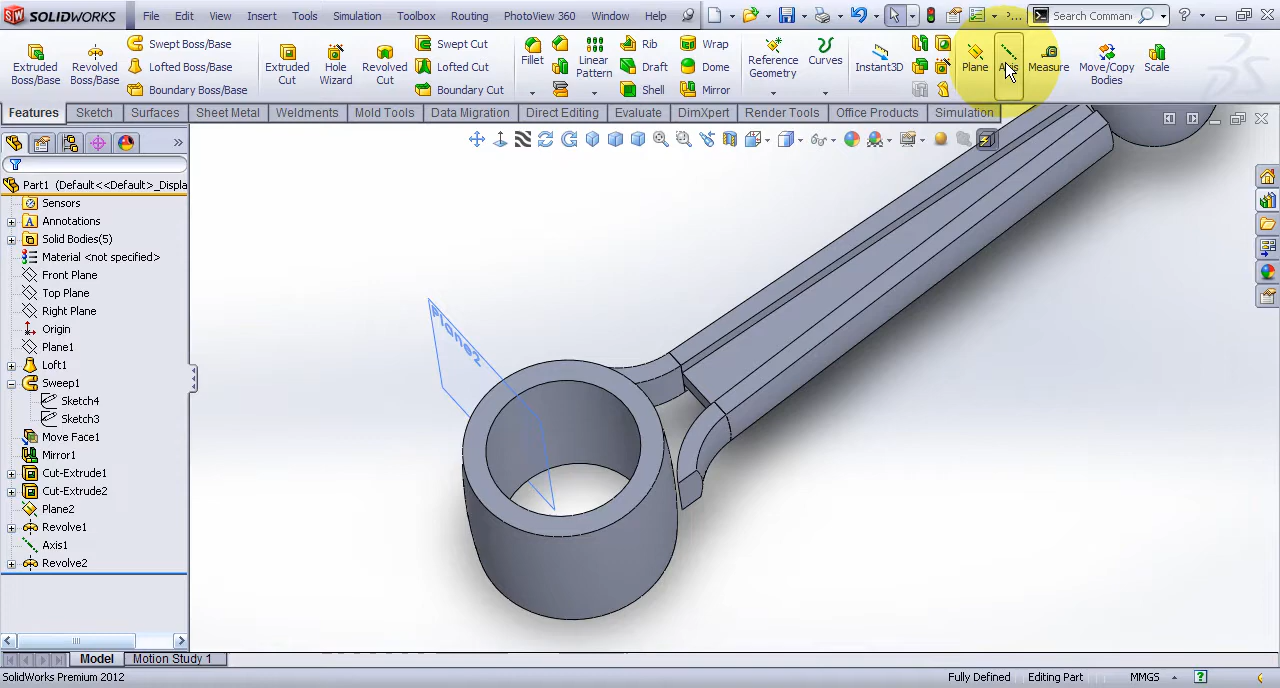 SOLIDWORKS File Edit View Insert Tools Simulation Toolbox Routing PhotoView 360 Window Help ... Search Comman
Extruded Boss/Base
Revolved Boss/Base
Swept Boss/Base
Lofted Boss/Base
Boundary Boss/Base
Extruded Cut
Hole Wizard
Revolved Cut
Swept Cut
Lofted Cut
Boundary Cut
Fillet
Linear Pattern
Rib
Draft
Shell
Wrap
Dome
Mirror
Reference Geometry
Curves
Instant3D
Plane
Axis
Measure
Move/Copy Bodies
Scale
Features Sketch Surfaces Sheet Metal Weldments Mold Tools Data Migration Direct Editing Evaluate DimXpert Render Tools Office Products Simulation
Part1 (Default<<Default>_Displa
Sensors
Annotations
Solid Bodies(5)
Material <not specified>
Front Plane
Top Plane
Right Plane
Origin
Plane1
Loft1
Sweep1
Sketch4
Sketch3
Move Face1
Mirror1
Cut-Extrude1
Cut-Extrude2
Plane2
Revolve1
Axis1
Revolve2
Plane2
Model Motion Study 1
SolidWorks Premium 2012 Fully Defined Editing Part MMGS